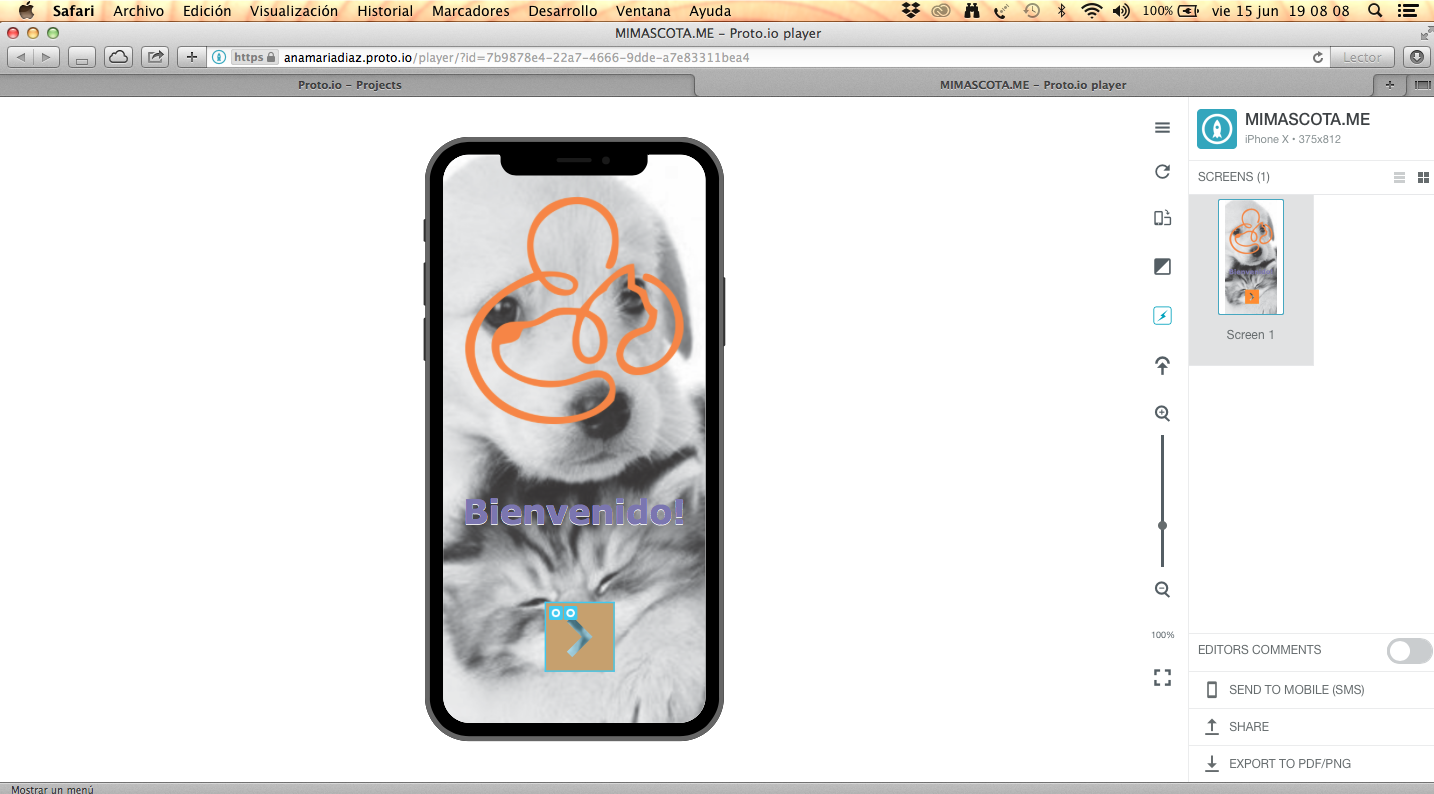 Safari Archivo Edición Visualización Historial Marcadores Desarrollo Ventana Ayuda 100% vie 15 jun 19 08 08
MIMASCOTA.ME – Proto.io player
https anamariadiaz.proto.io/player/?id=7b9878e4-22a7-4666-9dde-a7e83311bea4 Lector
Proto.io – Projects MIMASCOTA.ME – Proto.io player
MIMASCOTA.ME
iPhone X • 375x812
SCREENS (1)
Bienvenido!
Screen 1
Bienvenido!
100%
EDITORS COMMENTS
SEND TO MOBILE (SMS)
SHARE
EXPORT TO PDF/PNG
Mostrar un menú